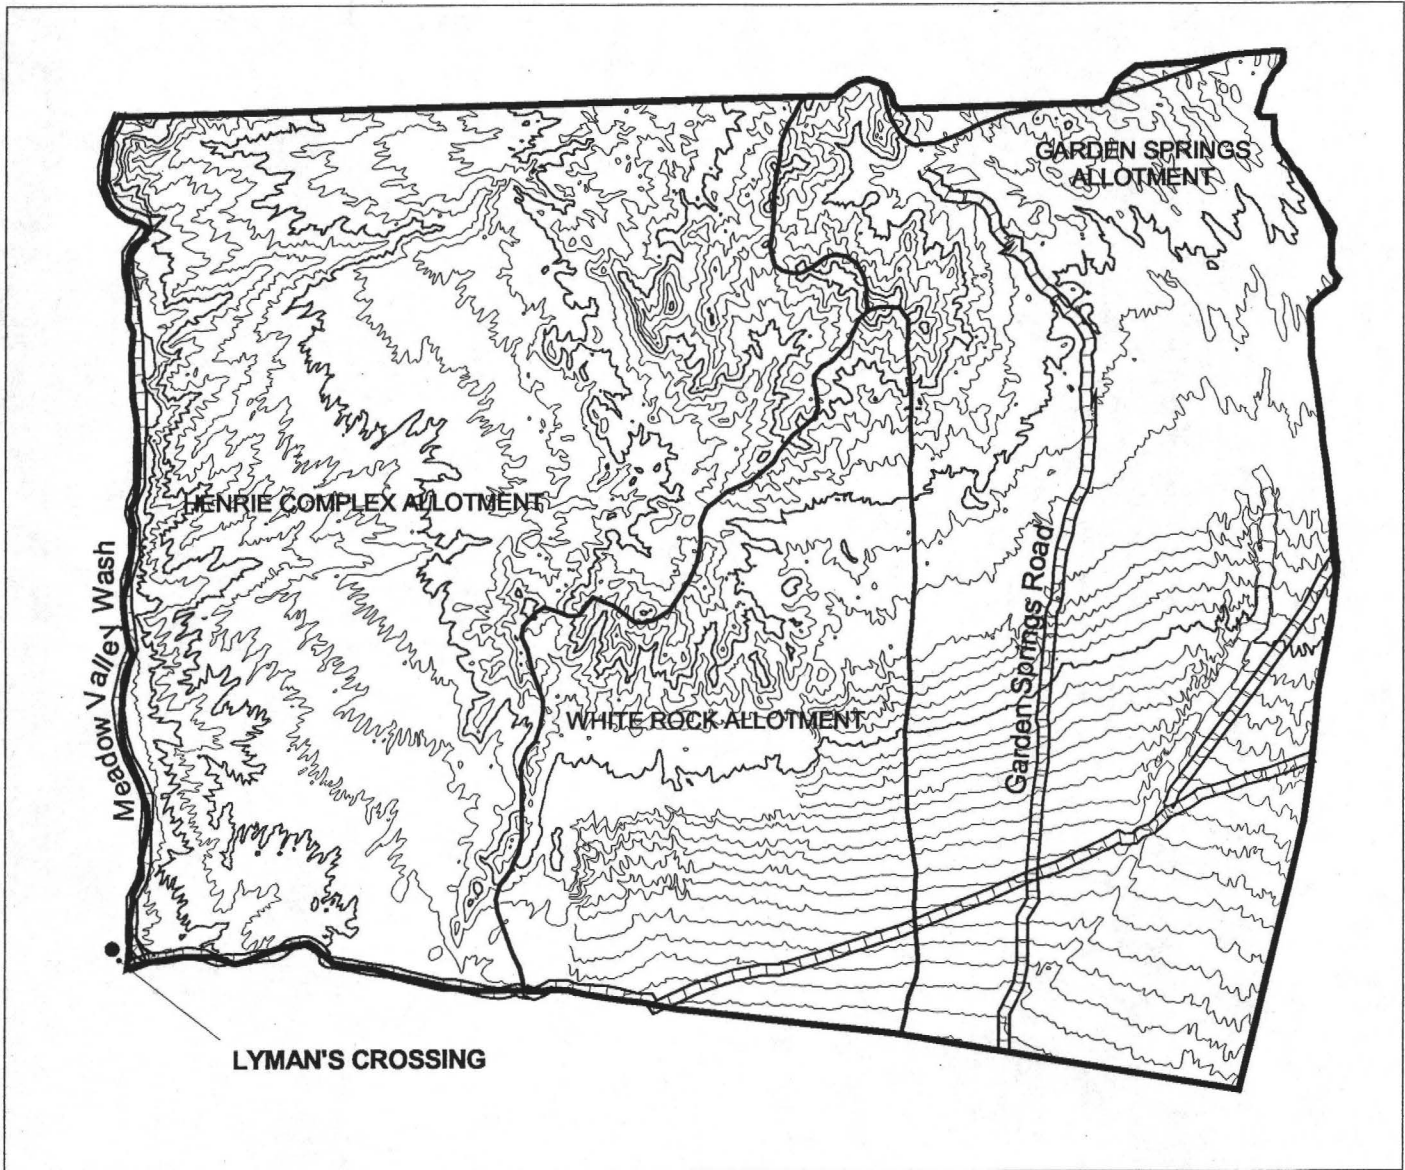 GARDEN SPRINGS
ALLOTMENT
HENRIE COMPLEX ALLOTMENT
Meadow Valley Wash
Garden Springs Road
WHITE ROCK ALLOTMENT
LYMAN'S CROSSING